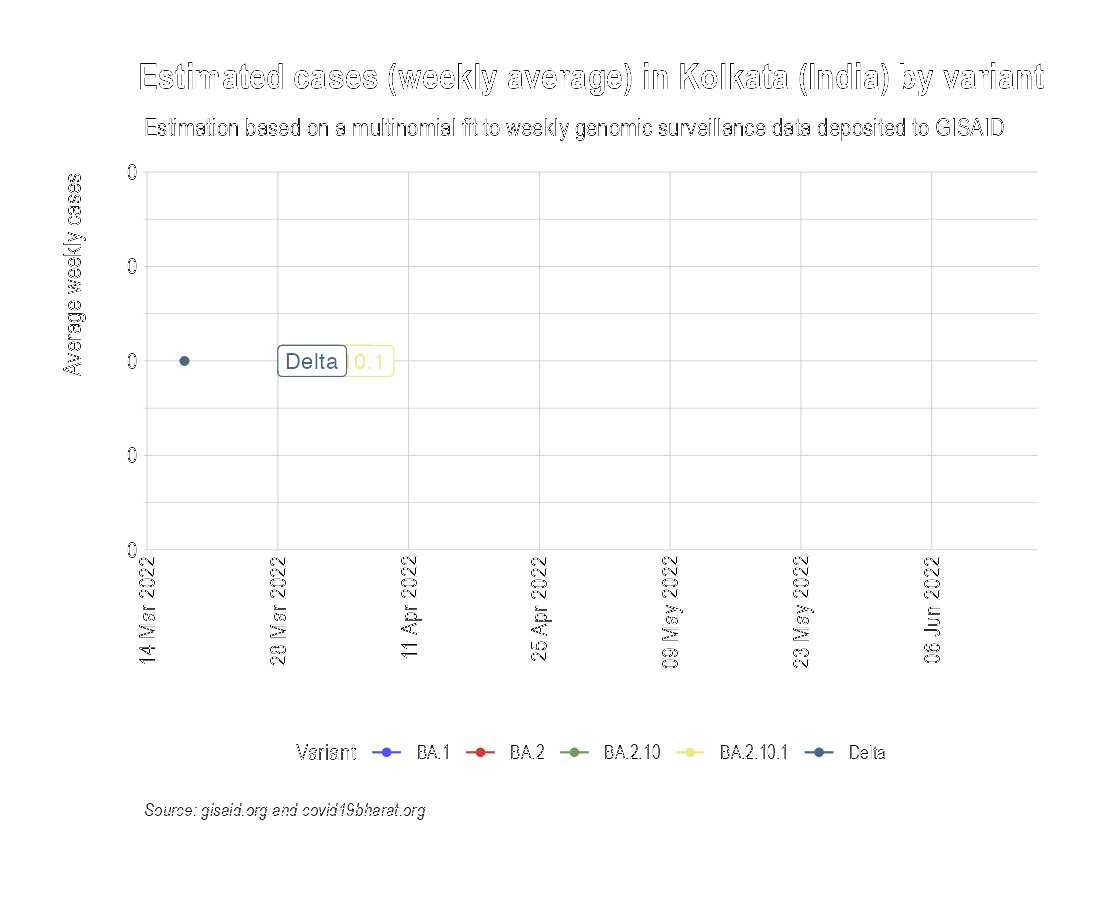 Estimated cases (weekly average) in Kolkata (India) by variant
Estimation based on a multinomial fit to weekly genomic surveillance data deposited to GISAID
Average weekly cases
0
0
0
0
0
Delta
0.1
14 Mar 2022
28 Mar 2022
11 Apr 2022
25 Apr 2022
09 May 2022
23 May 2022
06 Jun 2022
Variant BA.1 BA.2 BA.2.10 BA.2.10.1 Delta
Source: gisaid.org and covid19bharat.org